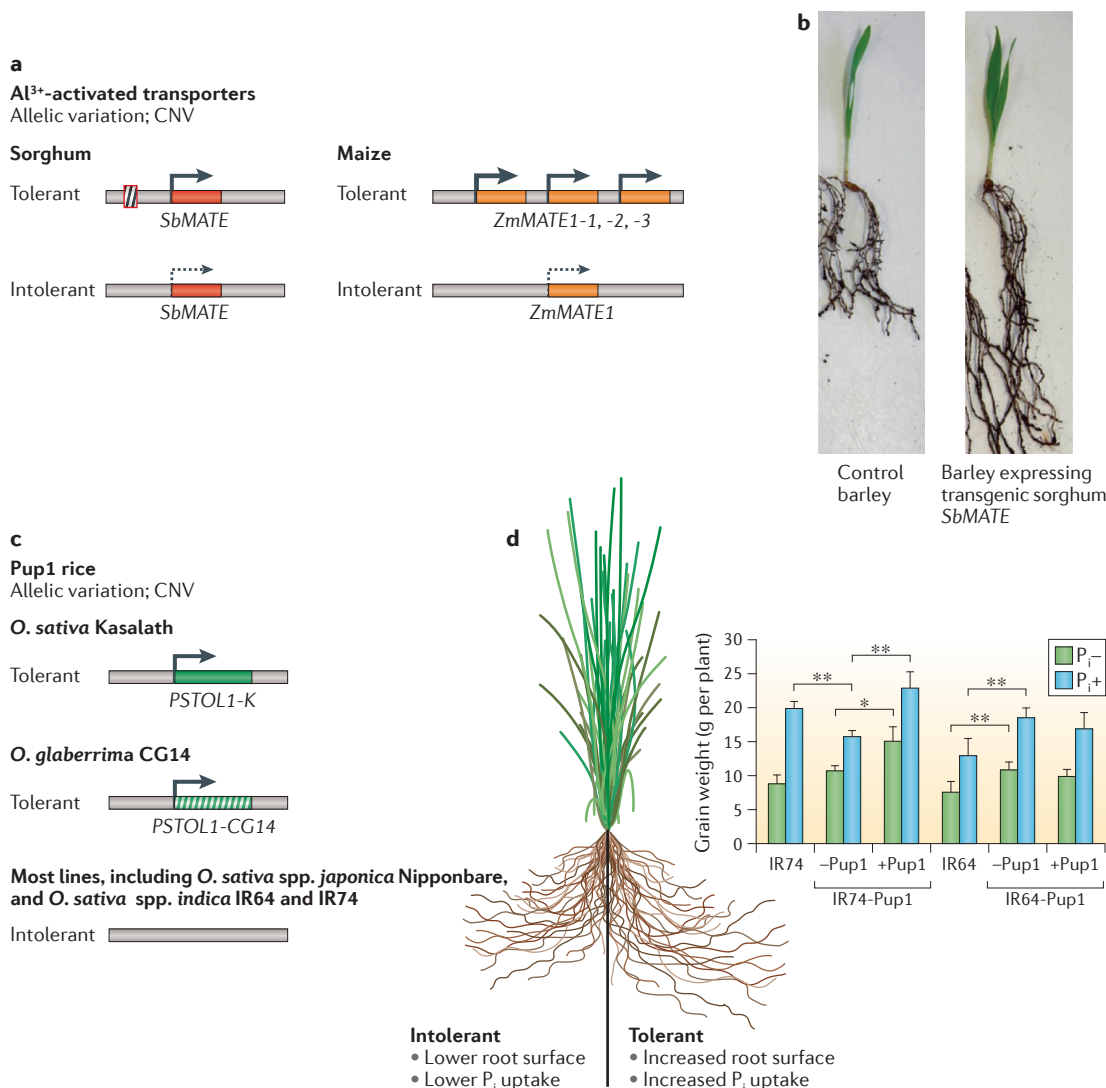 a
Al³⁺-activated transporters
Allelic variation; CNV
Sorghum
Tolerant
SbMATE
Intolerant
SbMATE
Maize
Tolerant
ZmMATE1-1, -2, -3
Intolerant
ZmMATE1
b
Control
barley
Barley expressing
transgenic sorghum
SbMATE
c
Pup1 rice
Allelic variation; CNV
O. sativa Kasalath
Tolerant
PSTOL1-K
O. glaberrima CG14
Tolerant
PSTOL1-CG14
Most lines, including O. sativa spp. japonica Nipponbare,
and O. sativa spp. indica IR64 and IR74
Intolerant
d
Intolerant
• Lower root surface
• Lower Pᵢ uptake
Tolerant
• Increased root surface
• Increased Pᵢ uptake
Grain weight (g per plant)
30
25
20
15
10
5
0
Pᵢ−
Pᵢ+
** ** ** *
** **
IR74 −Pup1 +Pup1 IR64 −Pup1 +Pup1
IR74-Pup1 IR64-Pup1